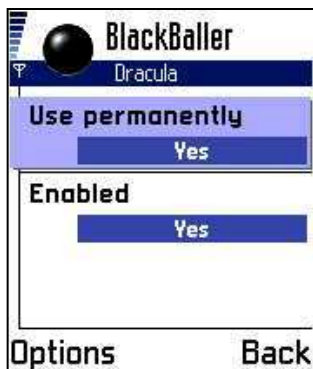 BlackBaller
Dracula
Use permanently
Yes
Enabled
Yes
Options Back